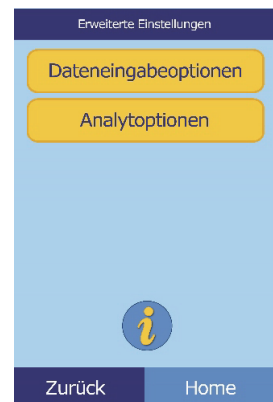 Erweiterte Einstellungen
Dateneingabeoptionen
Analytoptionen
i
Zurück Home